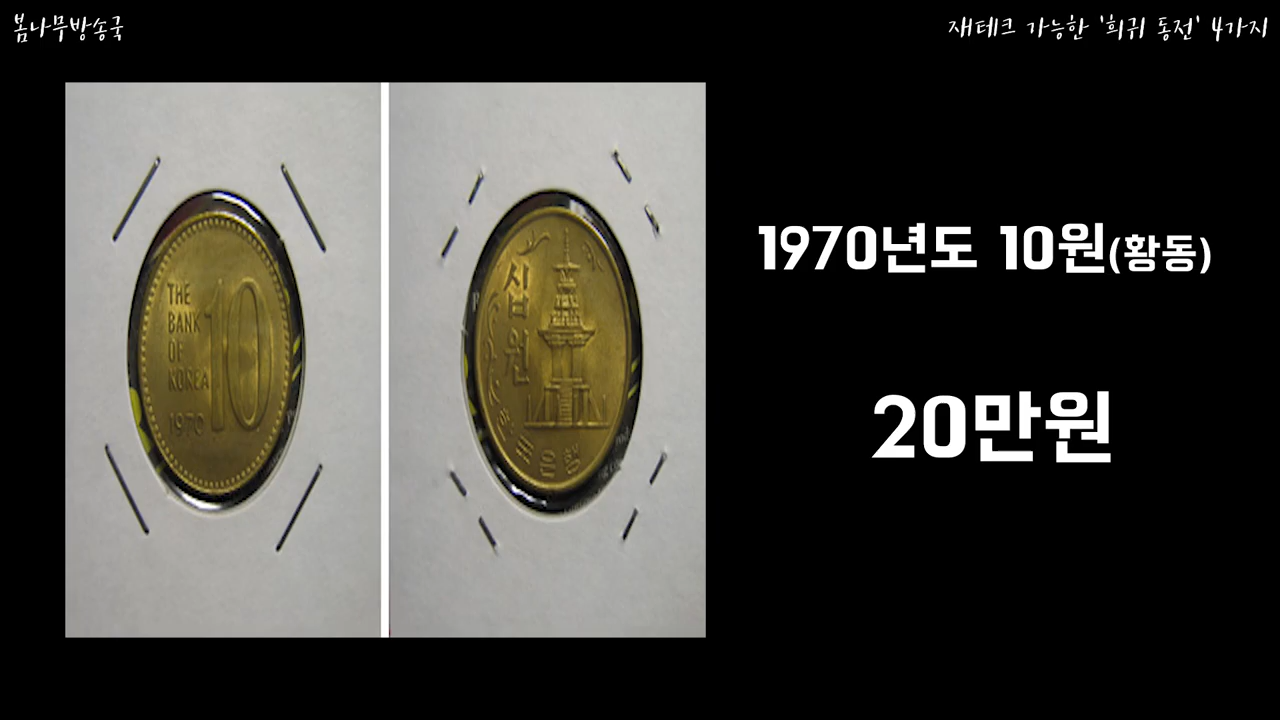 봄나무방송국
재테크 가능한 '희귀 동전' 4가지
THE
BANK
OF
KOREA
10
1970
십원
한국은행
1970년도 10원(황동)
20만원